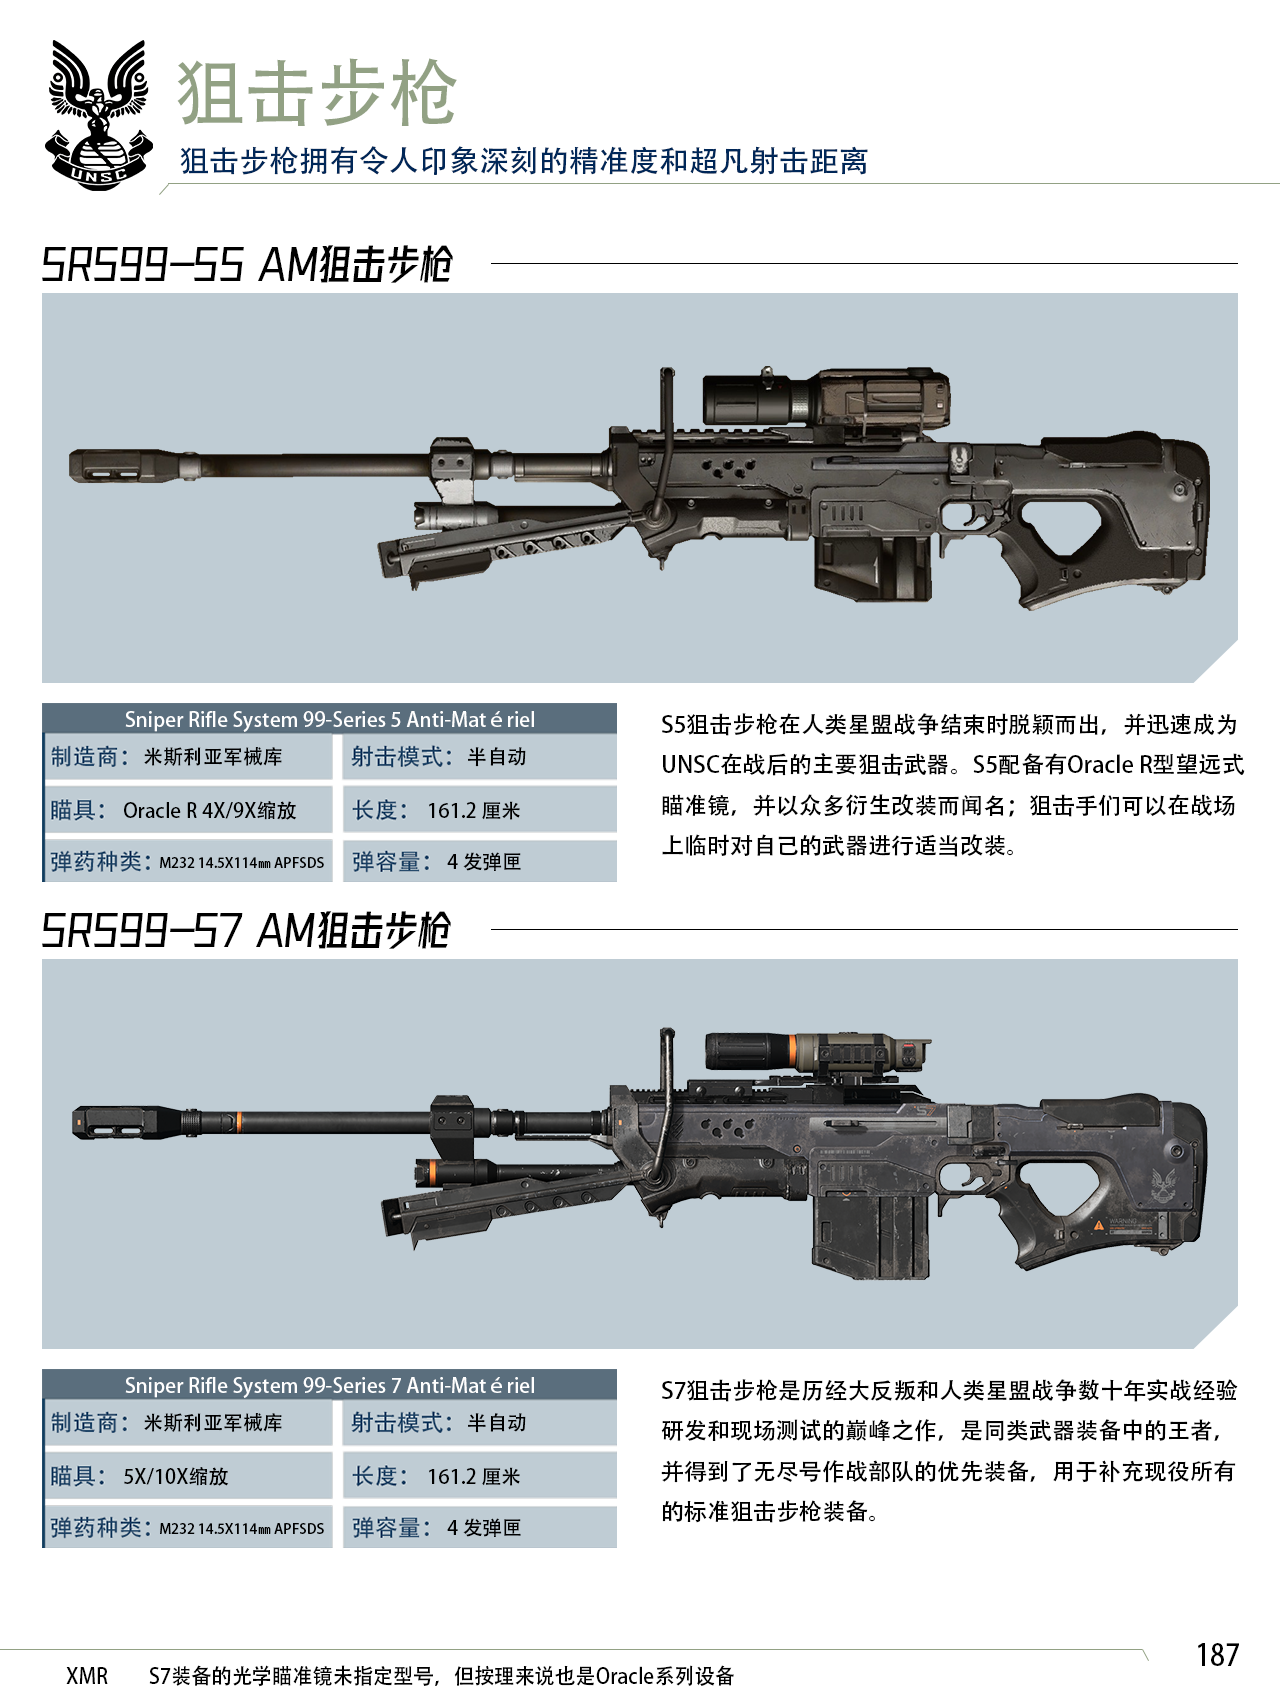 狙击步枪
狙击步枪拥有令人印象深刻的精准度和超凡射击距离
UNSC
SRS99-S5 AM狙击步枪
Sniper Rifle System 99-Series 5 Anti-Mat é riel
制造商： 米斯利亚军械库
射击模式： 半自动
瞄具： Oracle R 4X/9X缩放
长度： 161.2 厘米
弹药种类： M232 14.5X114㎜ APFSDS
弹容量： 4 发弹匣
S5狙击步枪在人类星盟战争结束时脱颖而出，并迅速成为
UNSC在战后的主要狙击武器。S5配备有Oracle R型望远式
瞄准镜，并以众多衍生改装而闻名；狙击手们可以在战场
上临时对自己的武器进行适当改装。
SRS99-S7 AM狙击步枪
S7
WARNING
Sniper Rifle System 99-Series 7 Anti-Mat é riel
制造商： 米斯利亚军械库
射击模式： 半自动
瞄具： 5X/10X缩放
长度： 161.2 厘米
弹药种类： M232 14.5X114㎜ APFSDS
弹容量： 4 发弹匣
S7狙击步枪是历经大反叛和人类星盟战争数十年实战经验
研发和现场测试的巅峰之作，是同类武器装备中的王者，
并得到了无尽号作战部队的优先装备，用于补充现役所有
的标准狙击步枪装备。
187
XMR S7装备的光学瞄准镜未指定型号，但按理来说也是Oracle系列设备